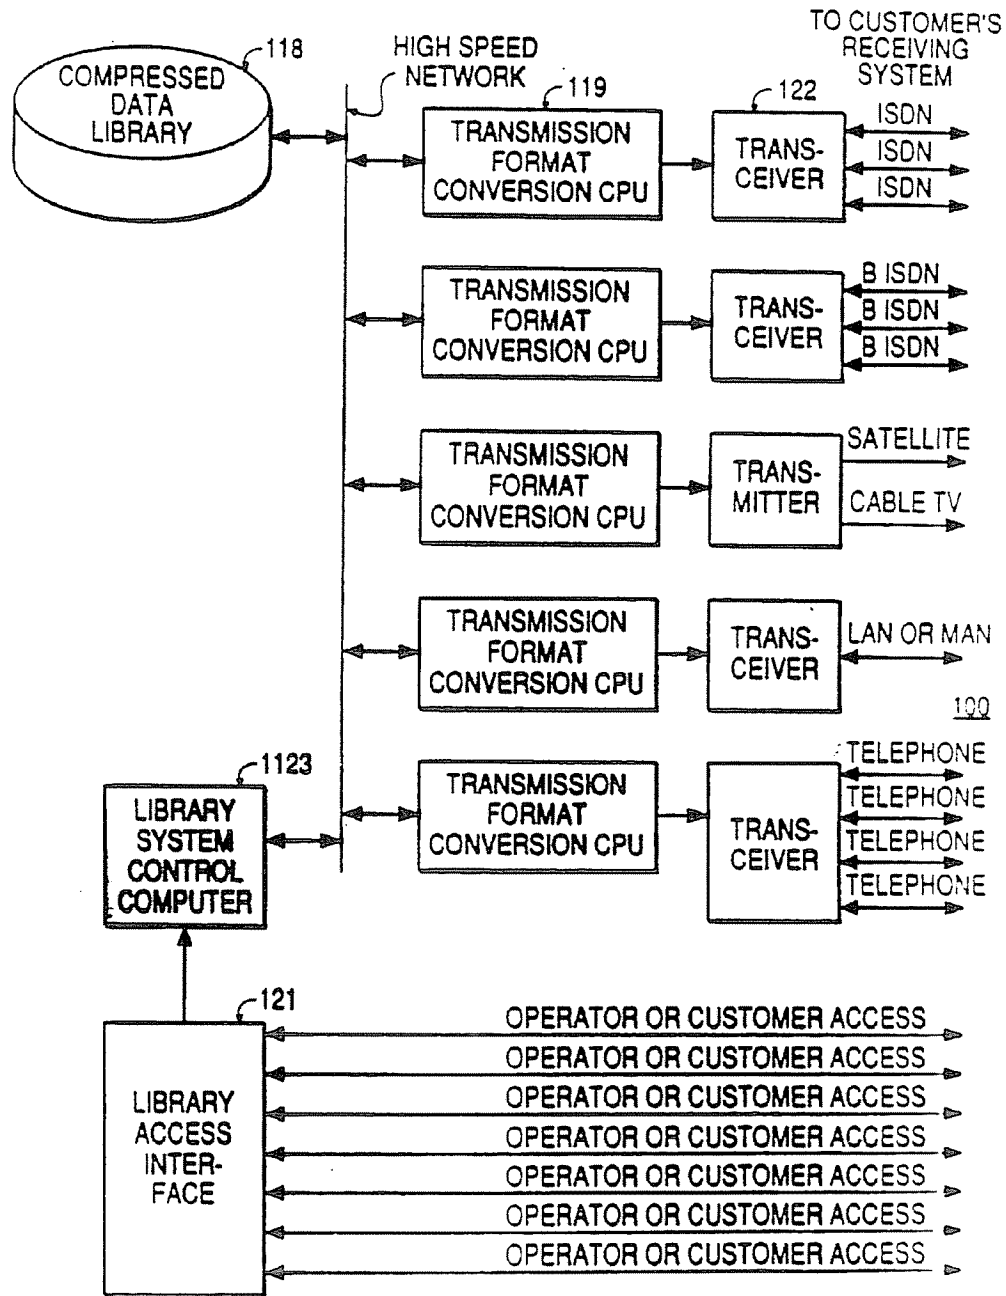 118
COMPRESSED
DATA
LIBRARY
HIGH SPEED
NETWORK
TO CUSTOMER'S
RECEIVING
SYSTEM
119
TRANSMISSION
FORMAT
CONVERSION CPU
122
TRANS-
CEIVER
ISDN
ISDN
ISDN
TRANSMISSION
FORMAT
CONVERSION CPU
TRANS-
CEIVER
B ISDN
B ISDN
B ISDN
TRANSMISSION
FORMAT
CONVERSION CPU
TRANS-
MITTER
SATELLITE
CABLE TV
TRANSMISSION
FORMAT
CONVERSION CPU
TRANS-
CEIVER
LAN OR MAN
100
1123
LIBRARY
SYSTEM
CONTROL
COMPUTER
TRANSMISSION
FORMAT
CONVERSION CPU
TRANS-
CEIVER
TELEPHONE
TELEPHONE
TELEPHONE
TELEPHONE
121
LIBRARY
ACCESS
INTER-
FACE
OPERATOR OR CUSTOMER ACCESS
OPERATOR OR CUSTOMER ACCESS
OPERATOR OR CUSTOMER ACCESS
OPERATOR OR CUSTOMER ACCESS
OPERATOR OR CUSTOMER ACCESS
OPERATOR OR CUSTOMER ACCESS
OPERATOR OR CUSTOMER ACCESS